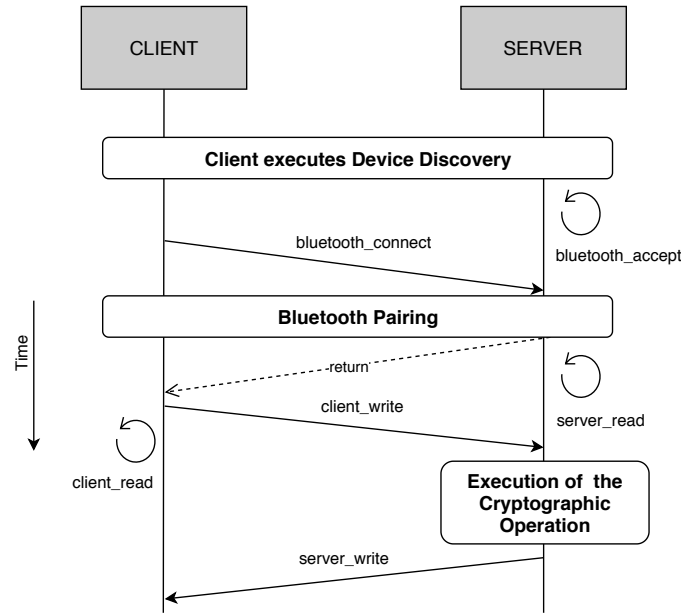 CLIENT
SERVER
Client executes Device Discovery
bluetooth_connect
bluetooth_accept
Bluetooth Pairing
Time
return
client_write
server_read
client_read
Execution of the
Cryptographic
Operation
server_write